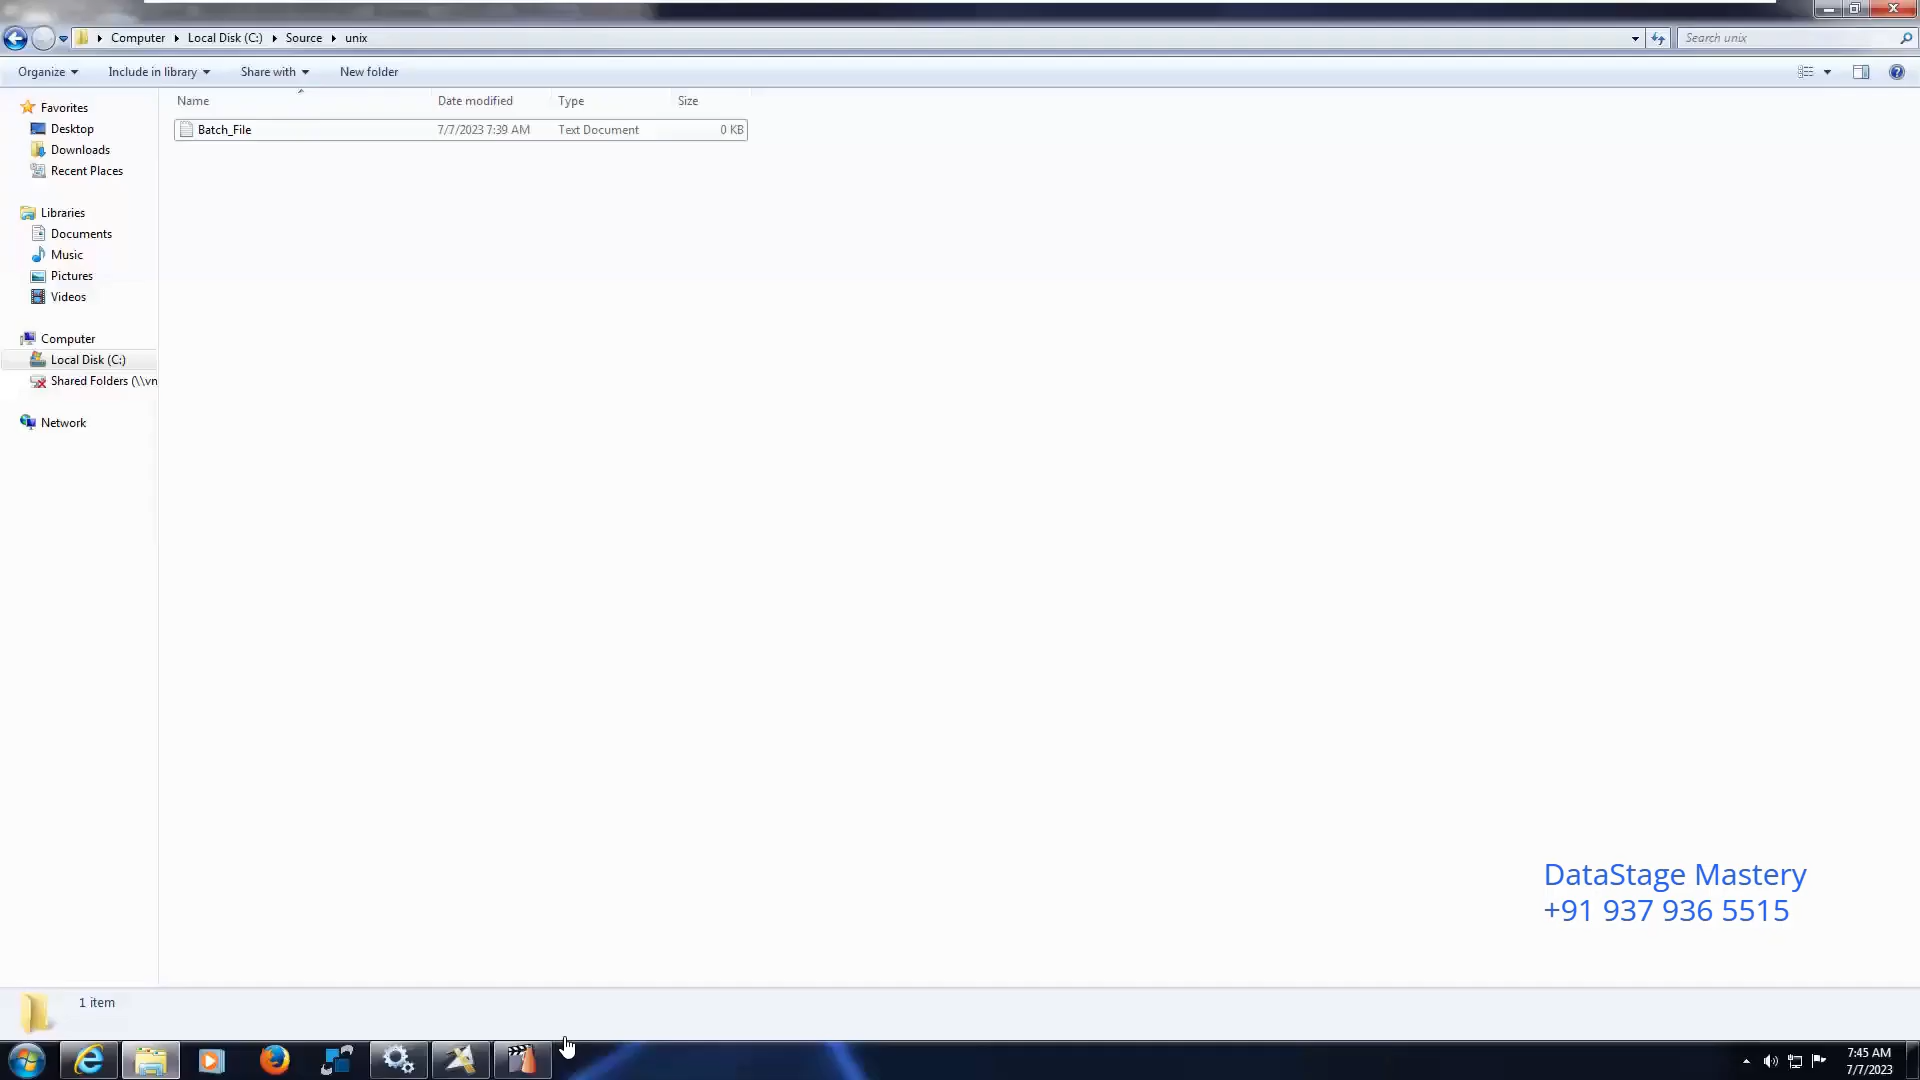 Computer Local Disk (C:) Source unix
Search unix
Organize Include in library Share with New folder
Name Date modified Type Size
Batch_File 7/7/2023 7:39 AM Text Document 0 KB
Favorites
Desktop
Downloads
Recent Places
Libraries
Documents
Music
Pictures
Videos
Computer
Local Disk (C:)
Shared Folders (\\vn
Network
DataStage Mastery
+91 937 936 5515
1 item
7:45 AM
7/7/2023